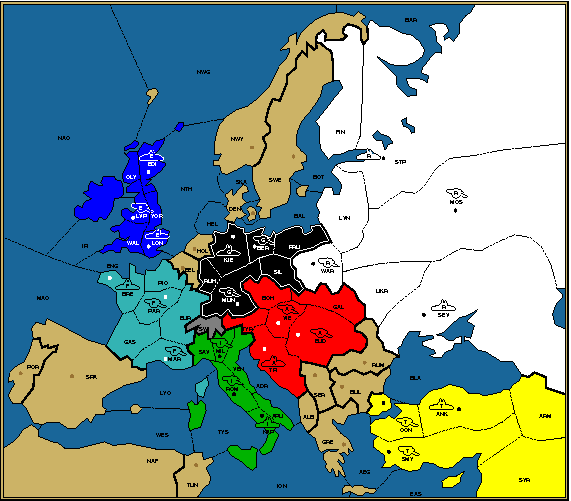 BAR
NWG
NAO
FIN
EDI
CLY
NWY
STP
SWE
SKA
BOT
NTH
MOS
DEN
LVP YOR
LVN
BAL
HEL
WAL LON
IRI
HOL
KIE
BER
PRU
WAR
ENG
BEL
RUH
SIL
UKR
MAO
BRE
PIC
MUN
BOH
GAL
SEV
PAR
BUR
VIE
BUD
GAS
SWI
TYR
MAR
SAV MIL
VEN
TRI
RUM
POR
SPA
BLA
LYO
ROM
ADR
SER
BUL
ANK
ARM
APU
ALB
CON
WES
TYS
NAP
GRE
NAF
SMY
AEG
TUN
ION
EAS
SYR